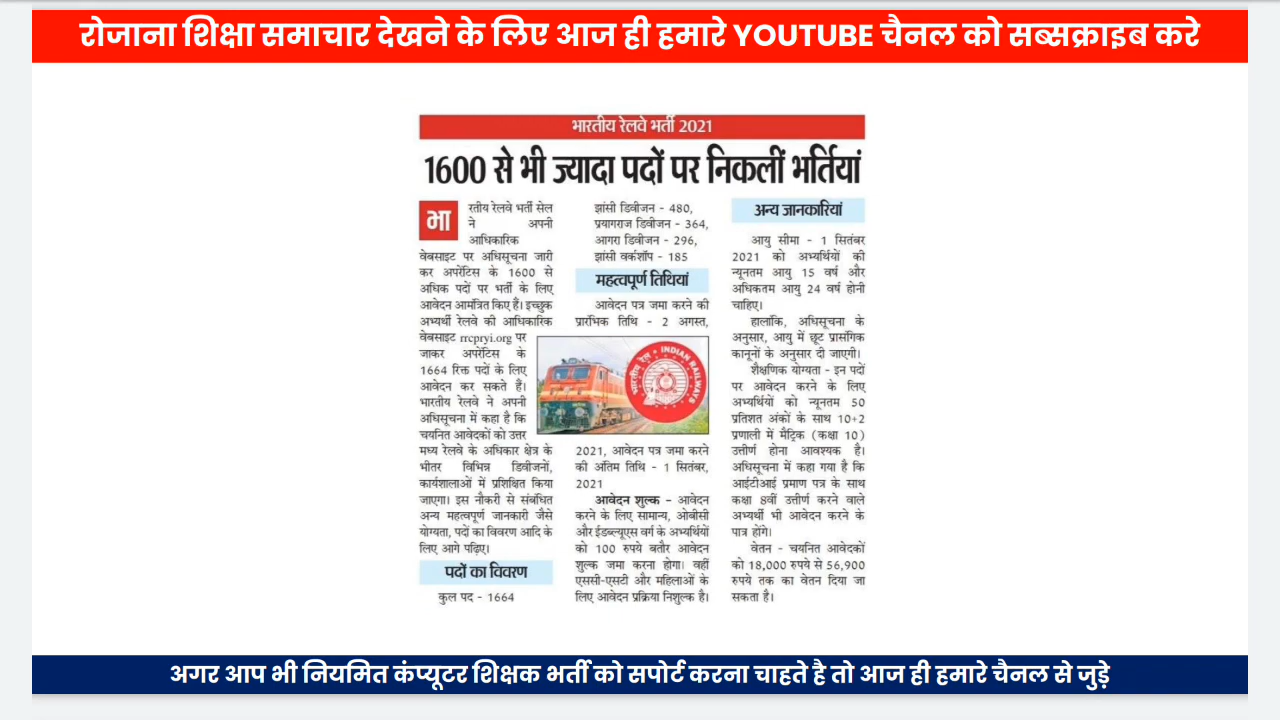 रोजाना शिक्षा समाचार देखने के लिए आज ही हमारे YOUTUBE चैनल को सब्सक्राइब करे
भारतीय रेलवे भर्ती 2021
1600 से भी ज्यादा पदों पर निकलीं भर्तियां
भारतीय रेलवे भर्ती सेल
ने अपनी
आधिकारिक
वेबसाइट पर अधिसूचना जारी
कर अपरेंटिस के 1600 से
अधिक पदों पर भर्ती के लिए
आवेदन आमंत्रित किए हैं। इच्छुक
अभ्यर्थी रेलवे की आधिकारिक
वेबसाइट rrcpryj.org पर
जाकर अपरेंटिस के
1664 रिक्त पदों के लिए
आवेदन कर सकते हैं।
भारतीय रेलवे ने अपनी
अधिसूचना में कहा है कि
चयनित आवेदकों को उत्तर
मध्य रेलवे के अधिकार क्षेत्र के
भीतर विभिन्न डिवीजनों,
कार्यशालाओं में प्रशिक्षित किया
जाएगा। इस नौकरी से संबंधित
अन्य महत्वपूर्ण जानकारी जैसे
योग्यता, पदों का विवरण आदि के
लिए आगे पढ़िए।
पदों का विवरण
कुल पद - 1664
झांसी डिवीजन - 480,
प्रयागराज डिवीजन - 364,
आगरा डिवीजन - 296,
झांसी वर्कशॉप - 185
महत्वपूर्ण तिथियां
आवेदन पत्र जमा करने की
प्रारंभिक तिथि - 2 अगस्त,
भारतीय रेल • INDIAN RAILWAYS
2021, आवेदन पत्र जमा करने
की अंतिम तिथि - 1 सितंबर,
2021
आवेदन शुल्क - आवेदन
करने के लिए सामान्य, ओबीसी
और ईडब्ल्यूएस वर्ग के अभ्यर्थियों
को 100 रुपये बतौर आवेदन
शुल्क जमा करना होगा। वहीं
एससी-एसटी और महिलाओं के
लिए आवेदन प्रक्रिया निशुल्क है।
अन्य जानकारियां
आयु सीमा - 1 सितंबर
2021 को अभ्यर्थियों की
न्यूनतम आयु 15 वर्ष और
अधिकतम आयु 24 वर्ष होनी
चाहिए।
हालांकि, अधिसूचना के
अनुसार, आयु में छूट प्रासंगिक
कानूनों के अनुसार दी जाएगी।
शैक्षणिक योग्यता - इन पदों
पर आवेदन करने के लिए
अभ्यर्थियों को न्यूनतम 50
प्रतिशत अंकों के साथ 10+2
प्रणाली में मैट्रिक (कक्षा 10)
उत्तीर्ण होना आवश्यक है।
अधिसूचना में कहा गया है कि
आईटीआई प्रमाण पत्र के साथ
कक्षा 8वीं उत्तीर्ण करने वाले
अभ्यर्थी भी आवेदन करने के
पात्र होंगे।
वेतन - चयनित आवेदकों
को 18,000 रुपये से 56,900
रुपये तक का वेतन दिया जा
सकता है।
अगर आप भी नियमित कंप्यूटर शिक्षक भर्ती को सपोर्ट करना चाहते है तो आज ही हमारे चैनल से जुड़े